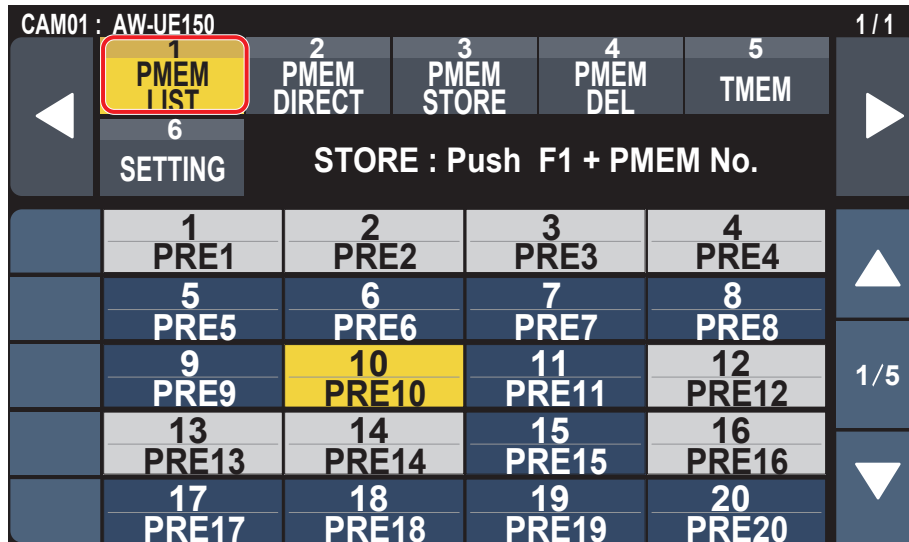 CAM01 : AW-UE150 1 / 1
1 2 3 4 5
PMEM LIST PMEM DIRECT PMEM STORE PMEM DEL TMEM
6
SETTING STORE : Push F1 + PMEM No.
1 2 3 4
PRE1 PRE2 PRE3 PRE4
5 6 7 8
PRE5 PRE6 PRE7 PRE8
9 10 11 12
PRE9 PRE10 PRE11 PRE12
1/5
13 14 15 16
PRE13 PRE14 PRE15 PRE16
17 18 19 20
PRE17 PRE18 PRE19 PRE20